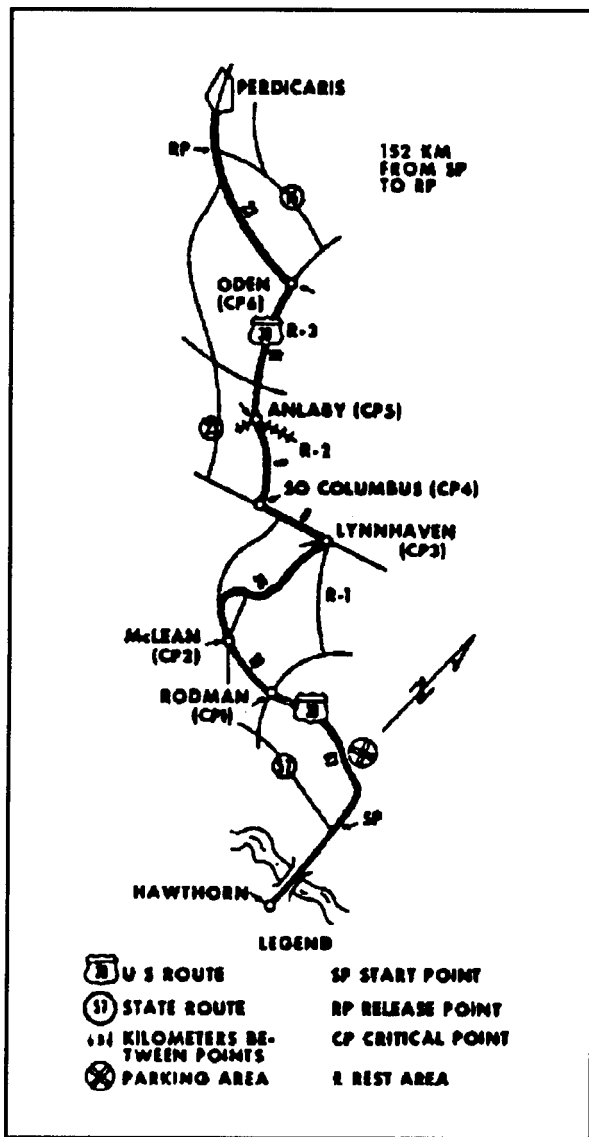 PERDICARIS
RP
152 KM
FROM SP
TO RP
ODEN
(CP6)
R-3
ANLABY (CP5)
R-2
SO COLUMBUS (CP4)
LYNNHAVEN
(CP3)
R-1
McLEAN
(CP2)
RODMAN
(CP1)
N
57
SP
HAWTHORN
LEGEND
U S ROUTE
SP START POINT
57
STATE ROUTE
RP RELEASE POINT
KILOMETERS BE-
TWEEN POINTS
CP CRITICAL POINT
PARKING AREA
R REST AREA